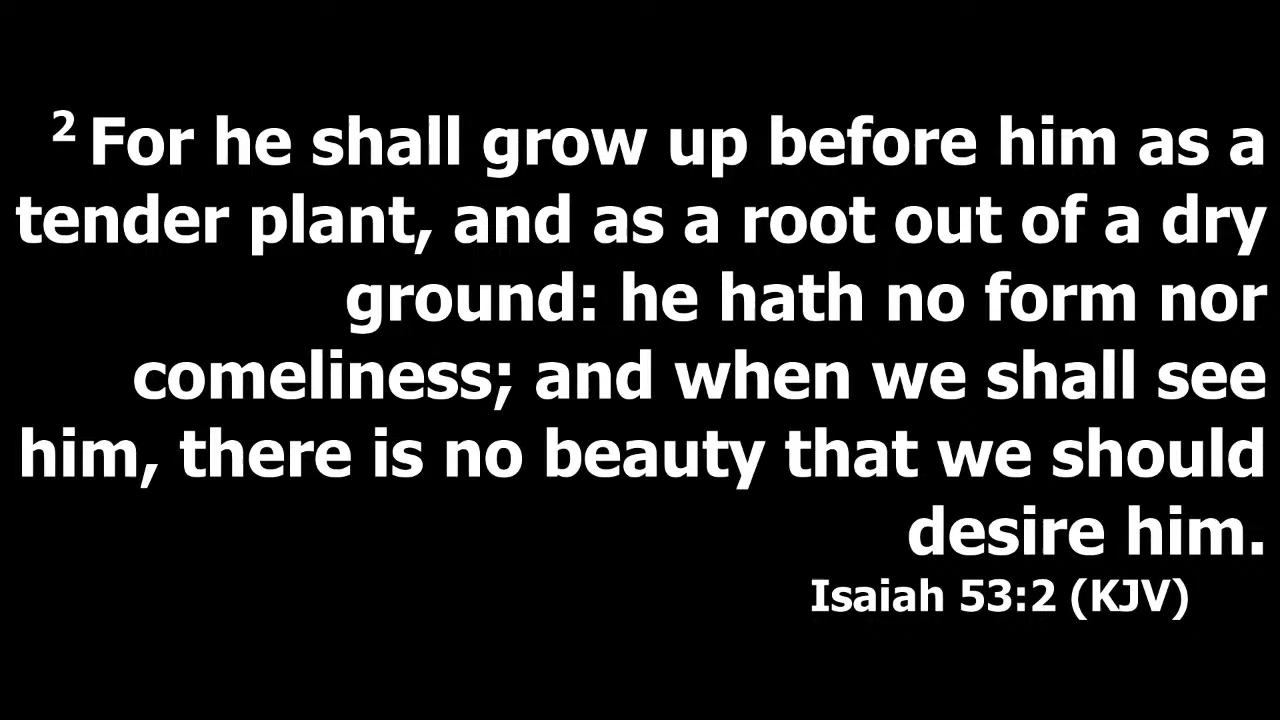 2 For he shall grow up before him as a
tender plant, and as a root out of a dry
ground: he hath no form nor
comeliness; and when we shall see
him, there is no beauty that we should
desire him.
Isaiah 53:2 (KJV)